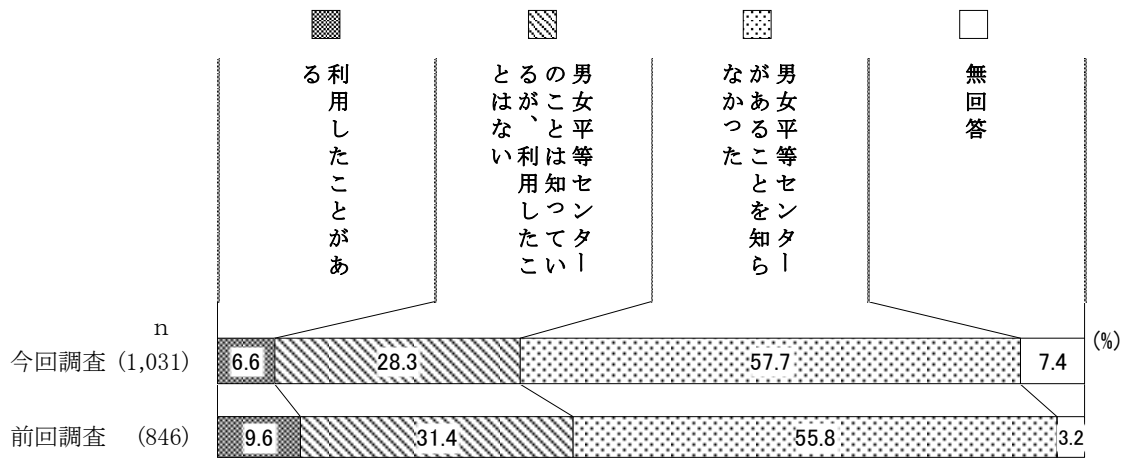 利用したことがあ
る
男女平等センター
のことは知ってい
るが、利用したこ
とはない
男女平等センター
があることを知ら
なかった
無回答
n
(%)
今回調査 (1,031) 6.6 28.3 57.7 7.4
前回調査 (846) 9.6 31.4 55.8 3.2